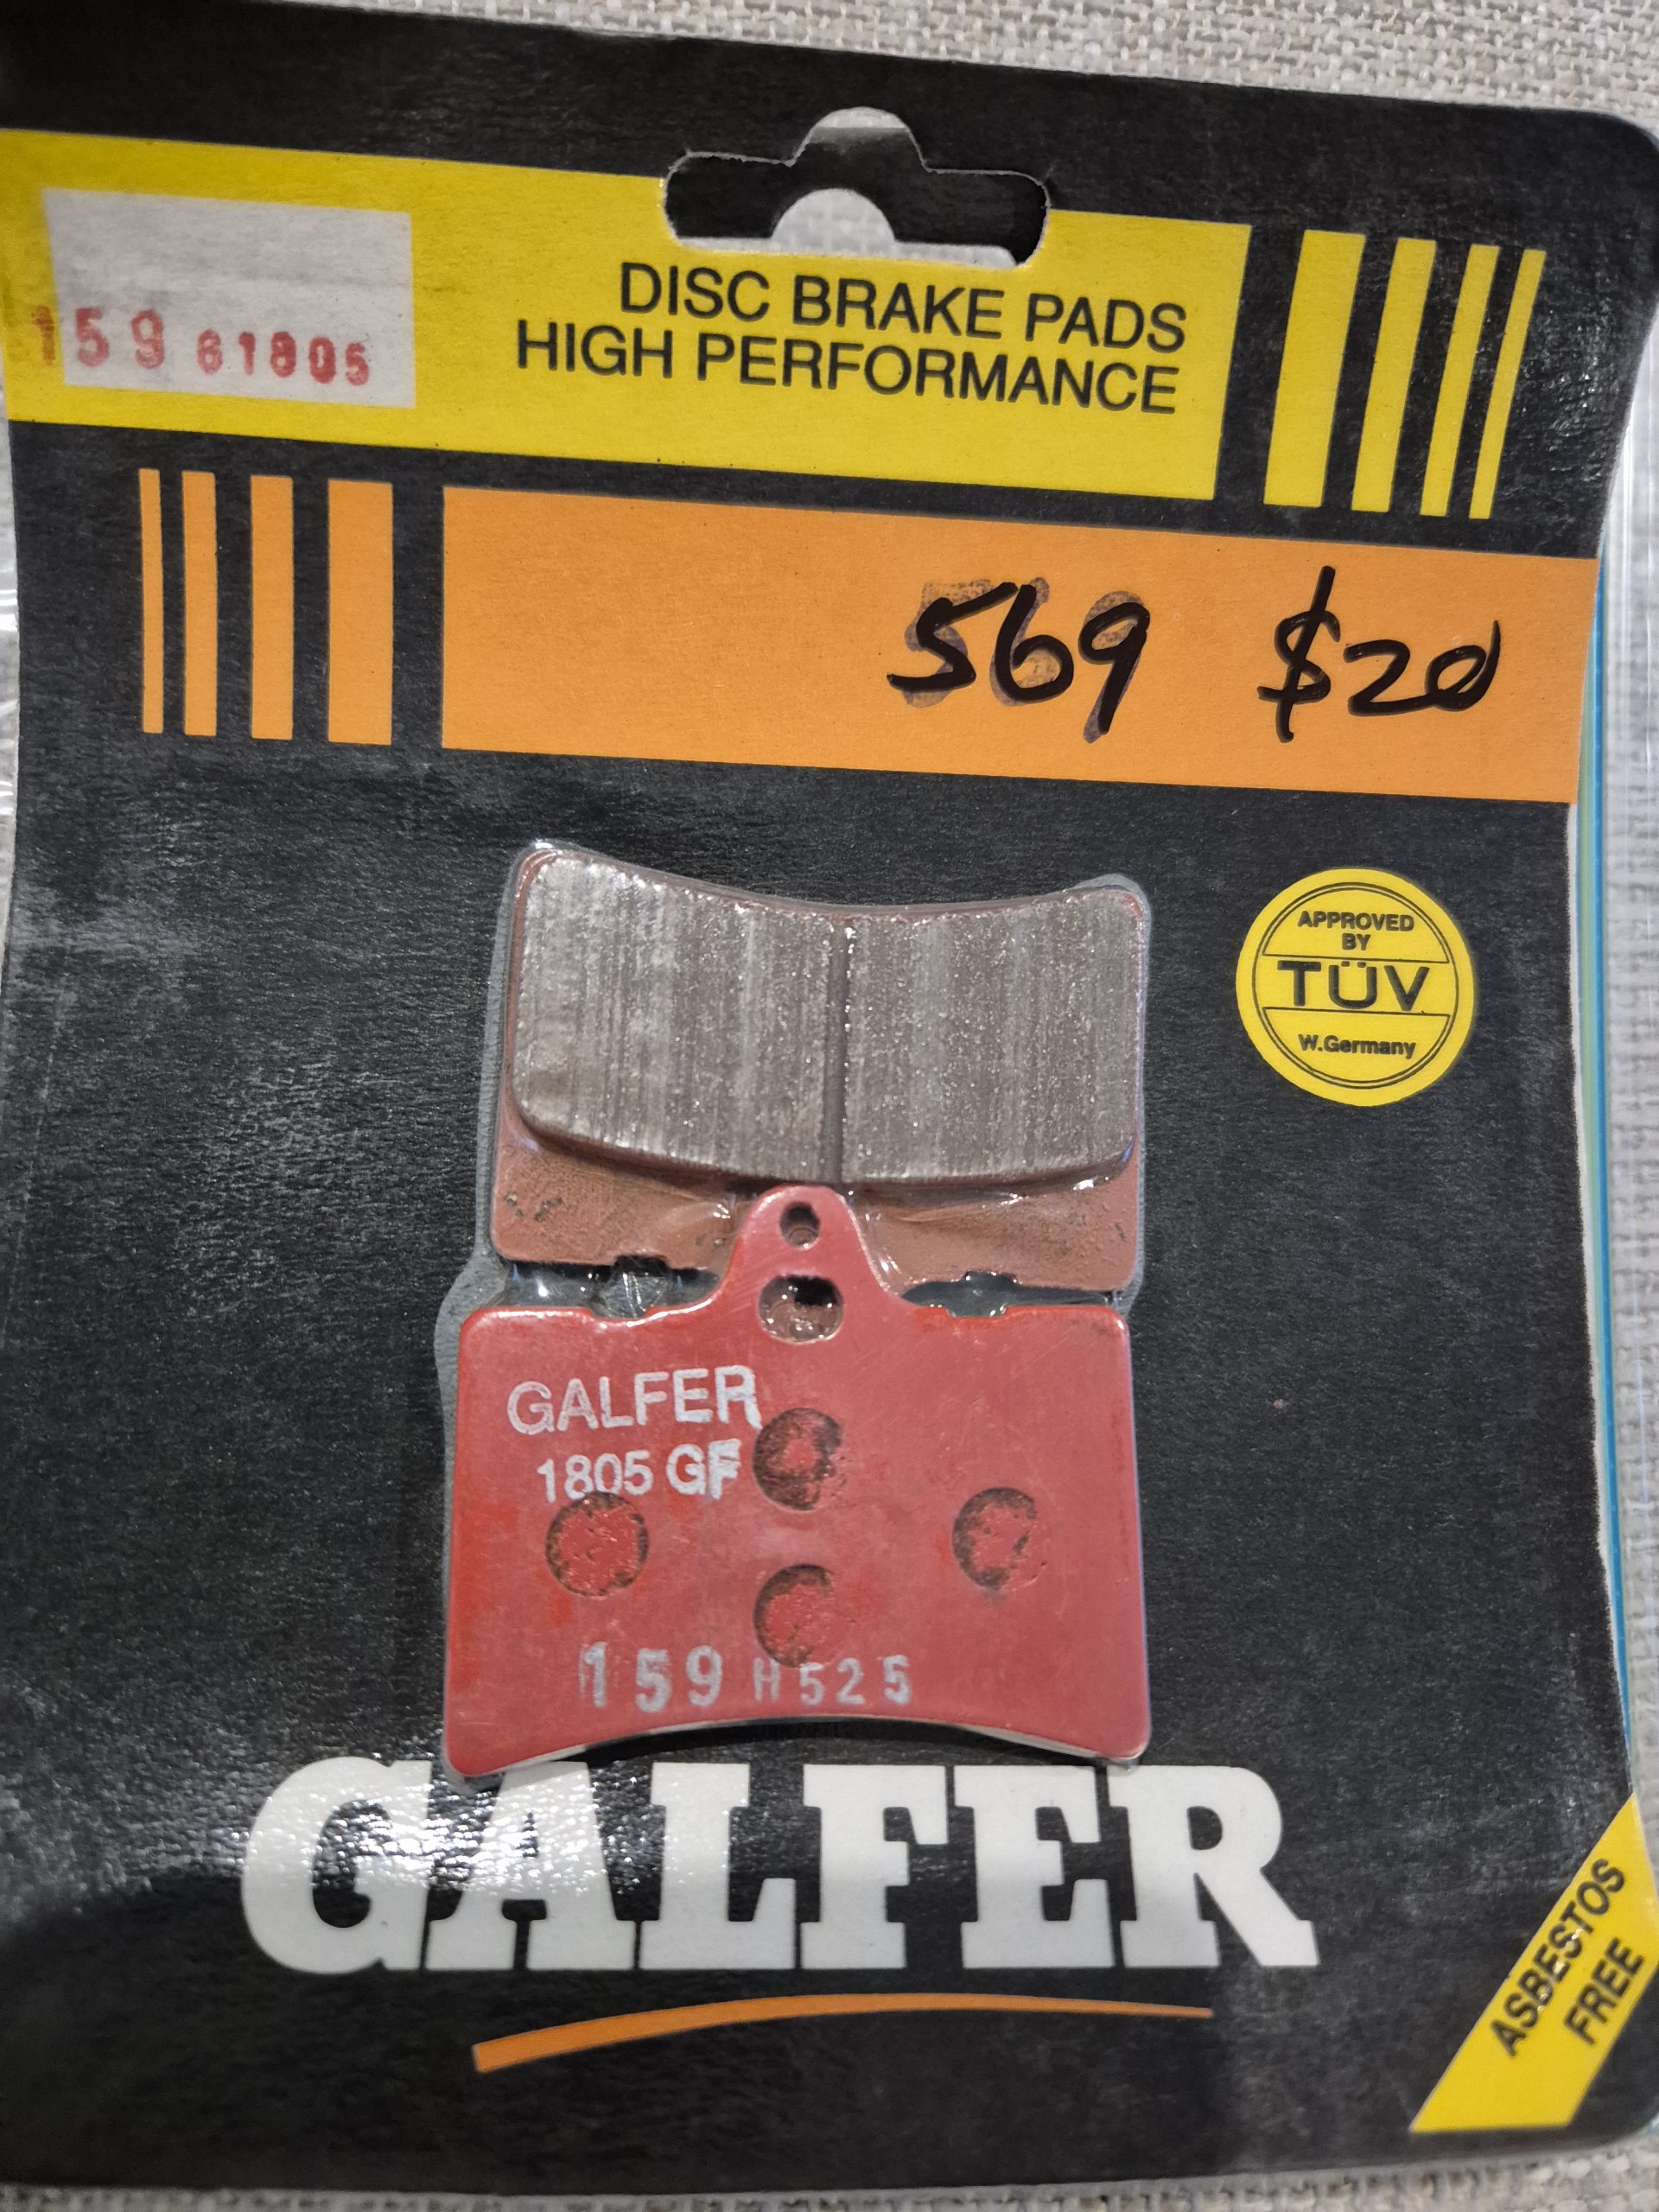 159 61805
DISC BRAKE PADS
HIGH PERFORMANCE
569 $20
APPROVED
BY
TÜV
W.Germany
GALFER
1805 GF
159 H525
GALFER
ASBESTOS
FREE